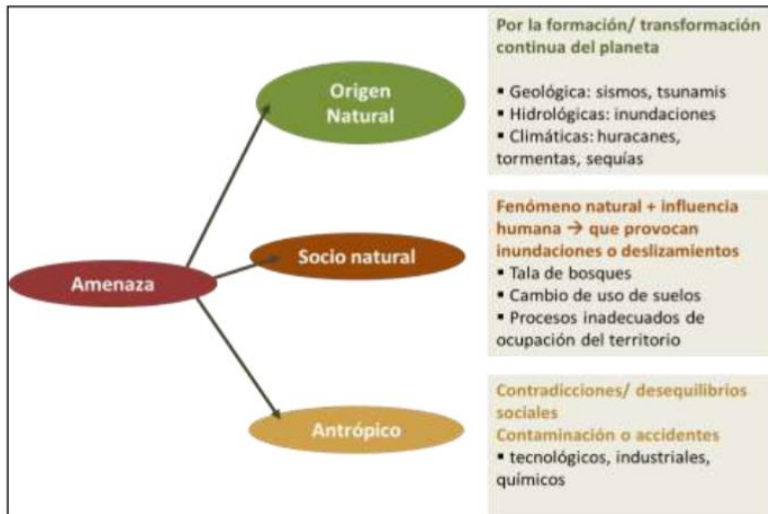 Amenaza
Origen
Natural
Por la formación/ transformación
continua del planeta
▪ Geológica: sismos, tsunamis
▪ Hidrológicas: inundaciones
▪ Climáticas: huracanes,
tormentas, sequías
Socio natural
Fenómeno natural + influencia
humana → que provocan
inundaciones o deslizamientos
▪ Tala de bosques
▪ Cambio de uso de suelos
▪ Procesos inadecuados de
ocupación del territorio
Antrópico
Contradicciones/ desequilibrios
sociales
Contaminación o accidentes
▪ tecnológicos, industriales,
químicos